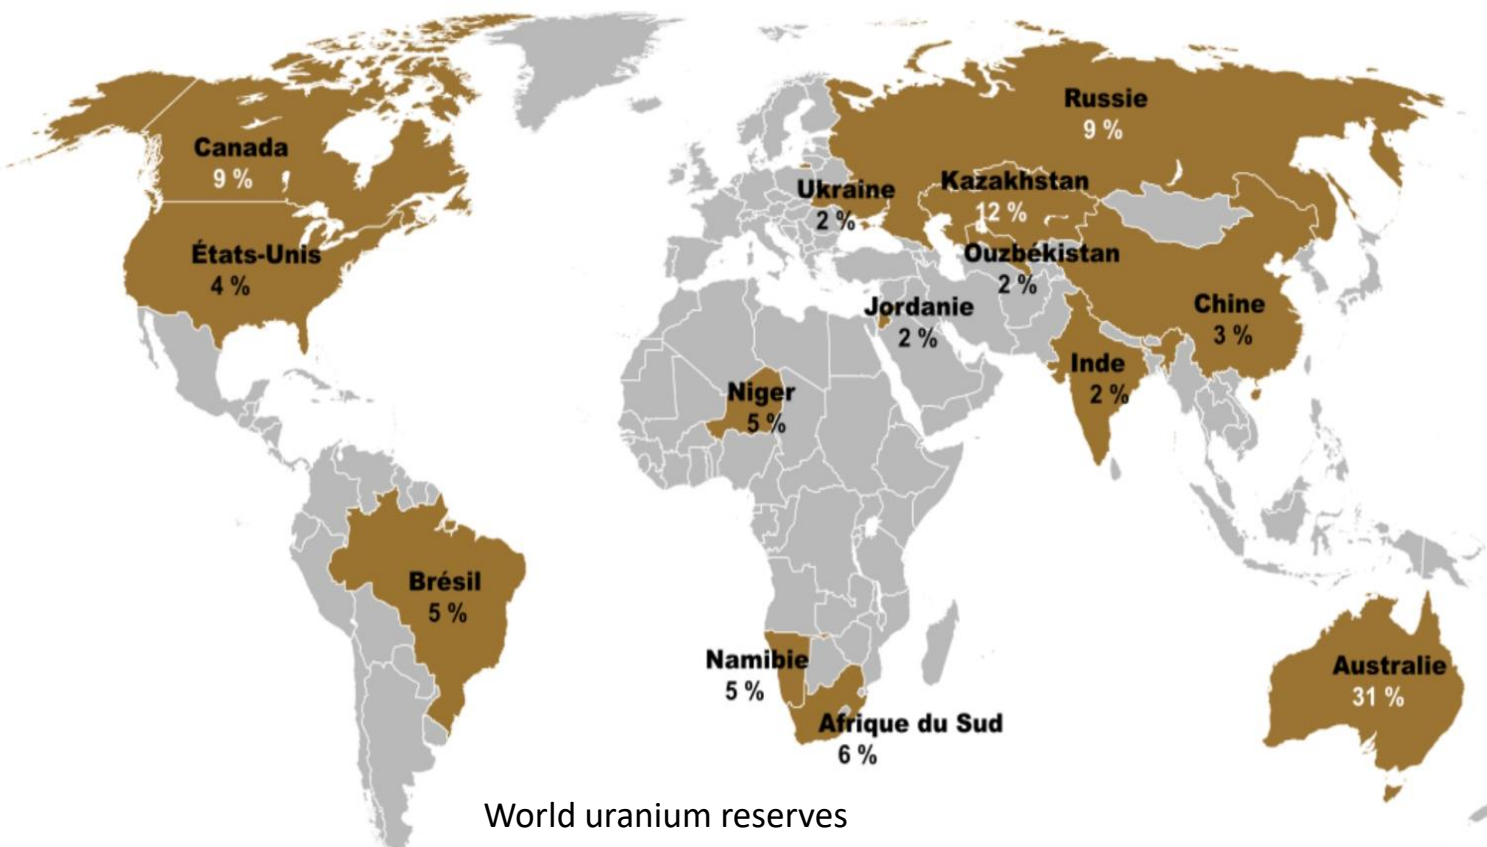 Russie
9 %
Canada
9 %
Kazakhstan
12 %
Ukraine
2 %
États-Unis
4 %
Ouzbékistan
2 %
Jordanie
2 %
Chine
3 %
Inde
2 %
Niger
5 %
Brésil
5 %
Namibie
5 %
Australie
31 %
Afrique du Sud
6 %
World uranium reserves